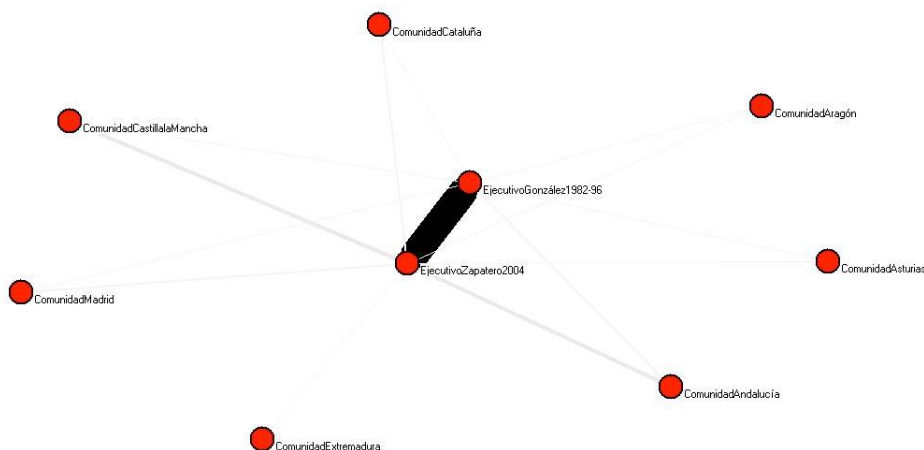 ComunidadCataluña
ComunidadAragón
ComunidadCastillalaMancha
EjecutivoGonzález1982-96
EjecutivoZapatero2004
ComunidadAsturias
ComunidadMadrid
ComunidadAndalucía
ComunidadExtremadura